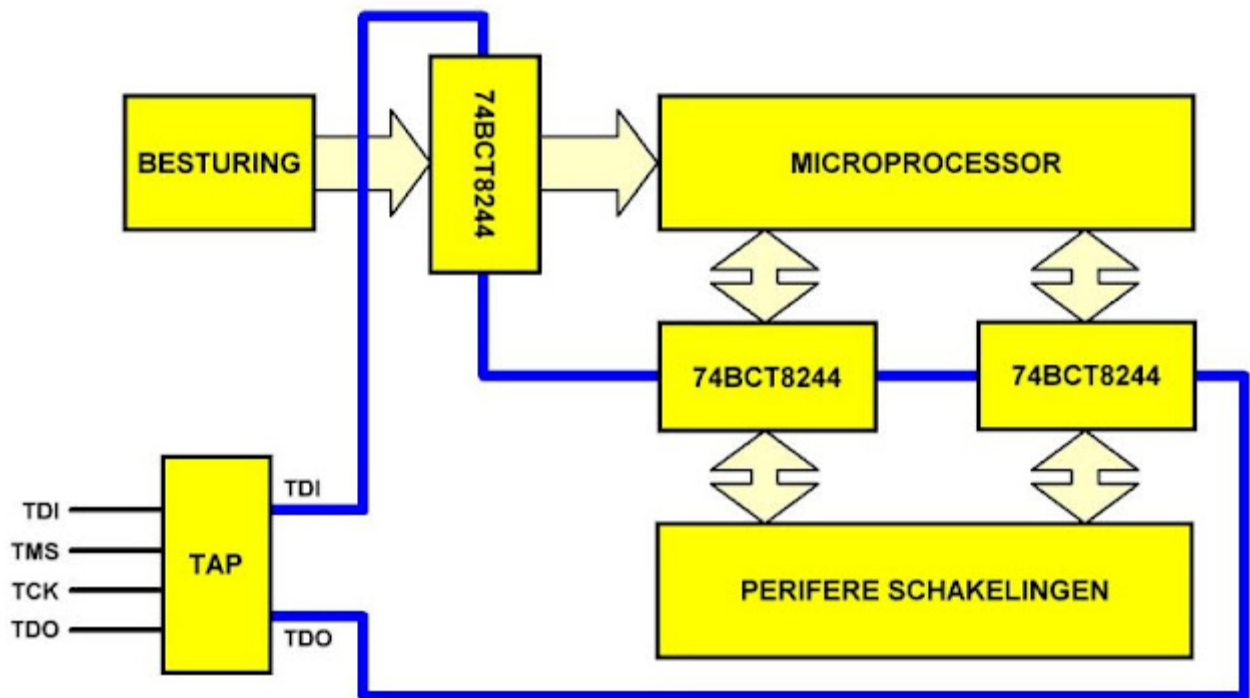 BESTURING
74BCT8244
MICROPROCESSOR
74BCT8244
74BCT8244
TDI
TMS
TCK
TDO
TAP
TDI
TDO
PERIFERE SCHAKELINGEN